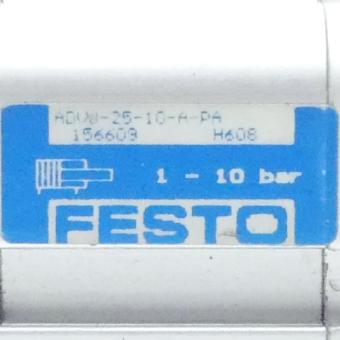 ADVU-25-10-A-PA
156609 H608
1 - 10 bar
FESTO